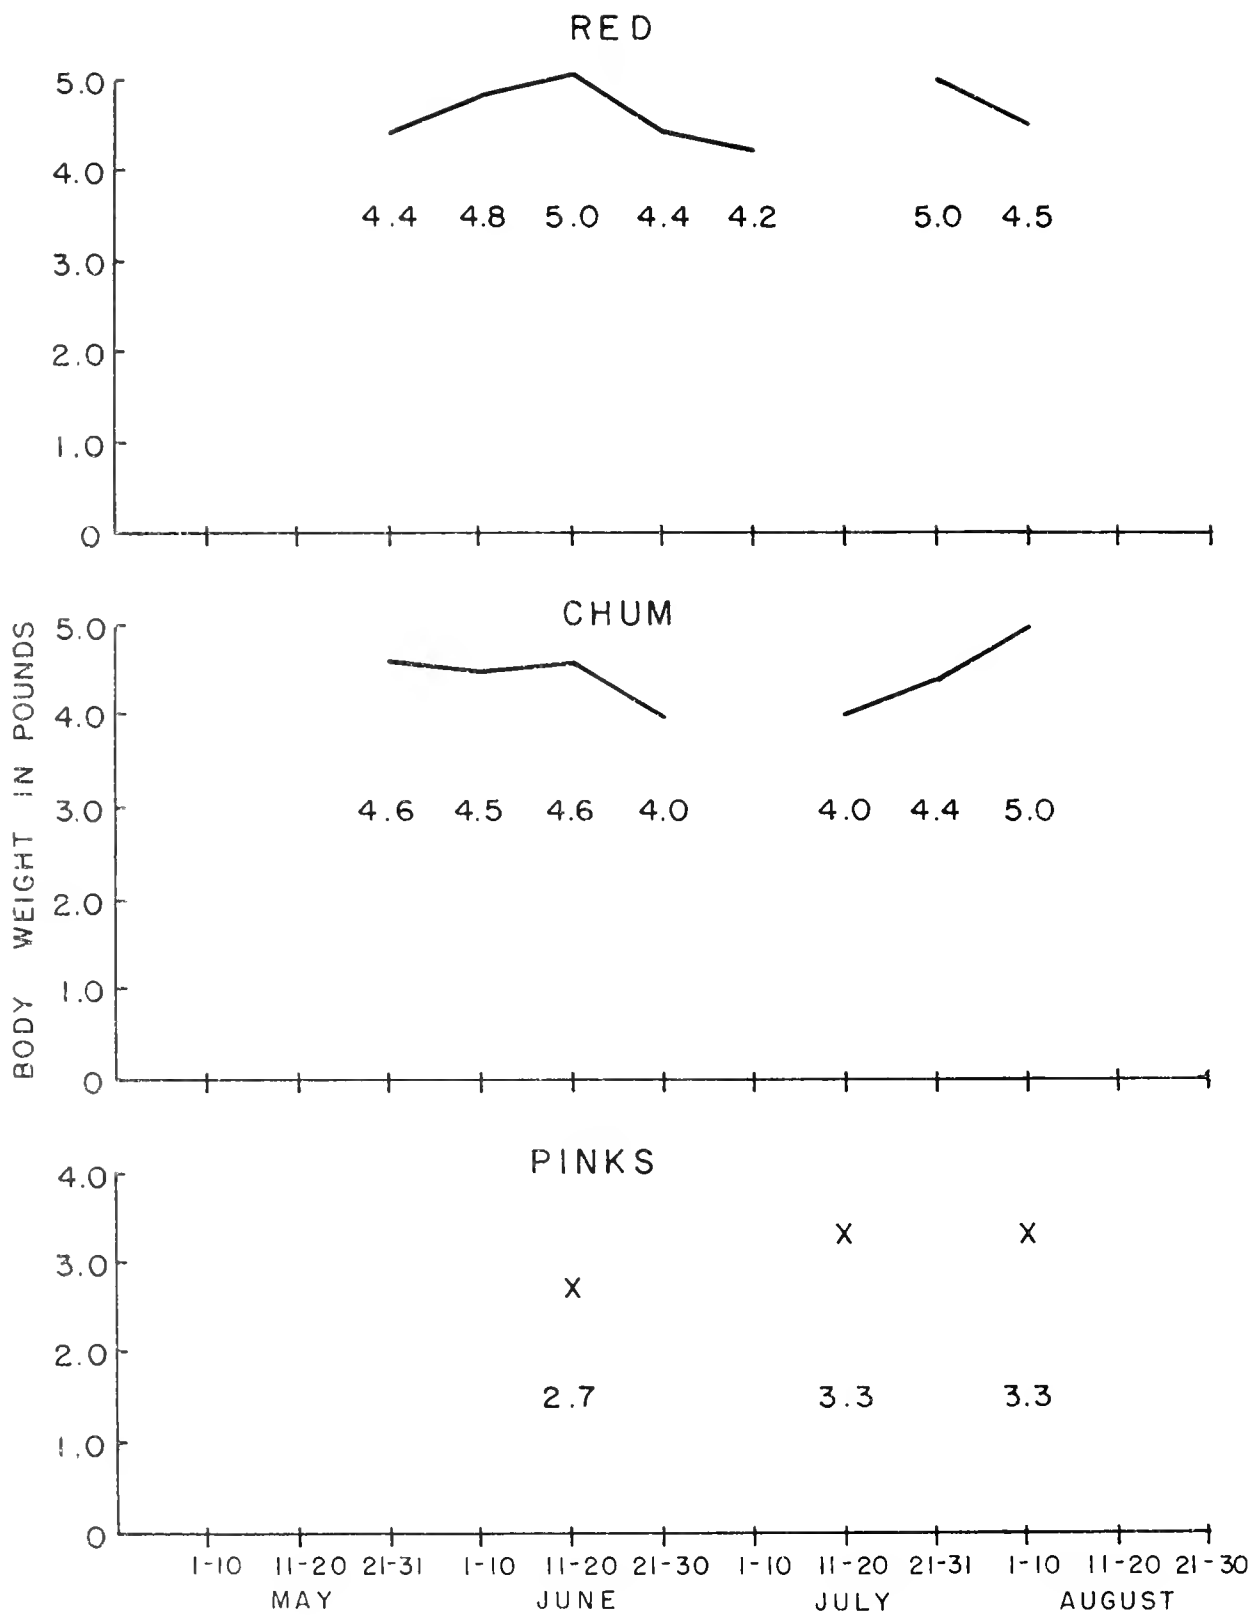 RED
5.0
4.0
3.0
2.0
1.0
0
4.4 4.8 5.0 4.4 4.2 5.0 4.5
BODY WEIGHT IN POUNDS
CHUM
5.0
4.0
3.0
2.0
1.0
0
4.6 4.5 4.6 4.0 4.0 4.4 5.0
PINKS
4.0
3.0
2.0
1.0
0
X X X
2.7 3.3 3.3
1-10 11-20 21-31 1-10 11-20 21-30 1-10 11-20 21-31 1-10 11-20 21-30
MAY JUNE JULY AUGUST